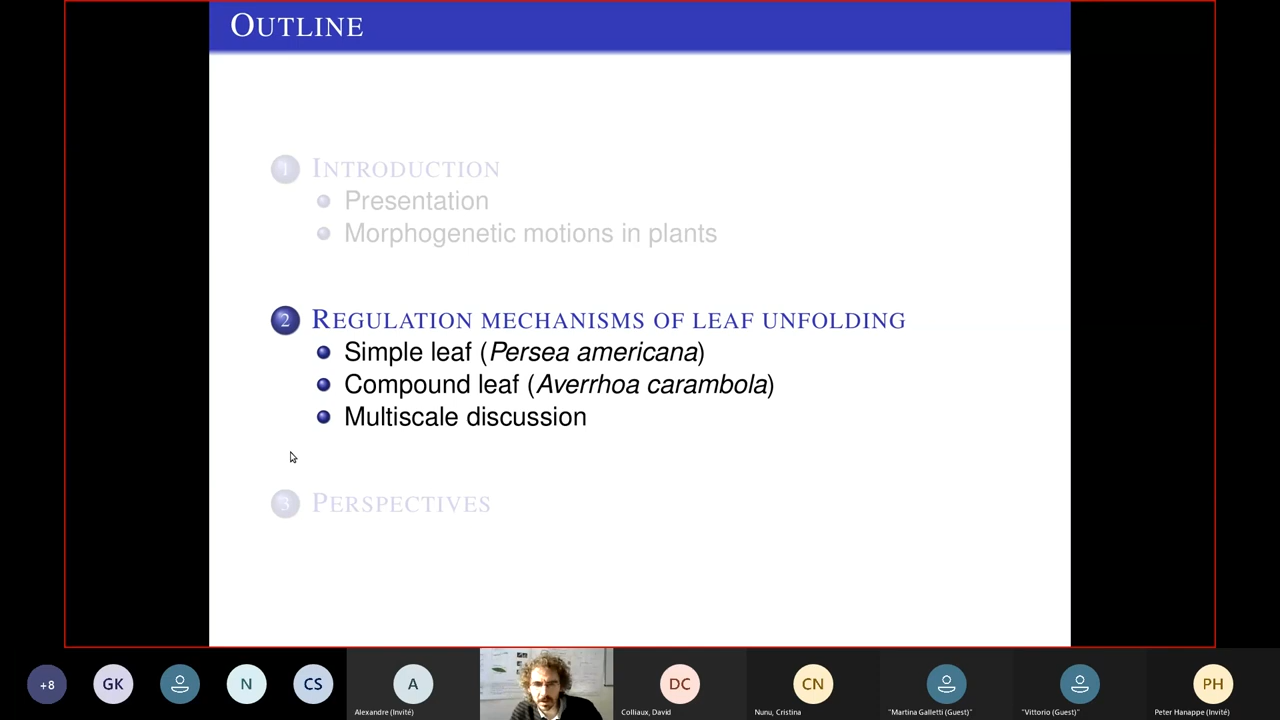 OUTLINE
1 INTRODUCTION
Presentation
Morphogenetic motions in plants
2 REGULATION MECHANISMS OF LEAF UNFOLDING
Simple leaf (Persea americana)
Compound leaf (Averrhoa carambola)
Multiscale discussion
3 PERSPECTIVES
+8 GK N CS A DC CN PH
Alexandre (Invité) Colliaux, David Nunu, Cristina "Martina Galletti (Guest)" "Vittorio (Guest)" Peter Hanappe (Invité)